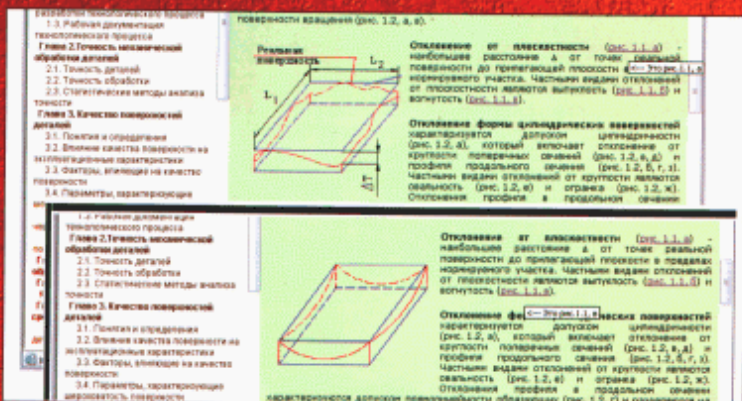 разработки технологического процесса
1.3. Рабочая документация
технологического процесса
Глава 2.Точность механической
обработки деталей
2.1. Точность деталей
2.2. Точность обработки
2.3. Статистические методы анализа
точности
Глава 3. Качество поверхностей
деталей
3.1. Понятия и определения
3.2. Влияние качества поверхности на
эксплуатационные характеристики
3.3. Факторы, влияющие на качество
поверхности
3.4. Параметры, характеризующие
поверхности вращения (рис. 1.2, а, в).
Реальная
поверхность
L2
L1
ΔT
Отклонение от плоскостности (рис. 1.1, а) -
наибольшее расстояние Δ от точек реальной
поверхности до прилегающей плоскости в <-- Это рис. 1.1, а
нормируемого участка. Частными видами отклонений
от плоскостности являются выпуклость (рис. 1.1, б) и
вогнутость (рис. 1.1, в).
Отклонение формы цилиндрических поверхностей
характеризуется допуском цилиндричности
(рис. 1.2, а), который включает отклонение от
круглости поперечных сечений (рис. 1.2, в, д) и
профиля продольного сечения (рис. 1.2, б, г, з).
Частными видами отклонений от круглости являются
овальность (рис. 1.2, е) и огранка (рис. 1.2, ж).
Отклонения профиля в продольном сечении
1.3. Рабочая документация
технологического процесса
Глава 2.Точность механической
обработки деталей
2.1. Точность деталей
2.2. Точность обработки
2.3. Статистические методы анализа
точности
Глава 3. Качество поверхностей
деталей
3.1. Понятия и определения
3.2. Влияние качества поверхности на
эксплуатационные характеристики
3.3. Факторы, влияющие на качество
поверхности
3.4. Параметры, характеризующие
шероховатость поверхности
Отклонение от плоскостности (рис. 1.1, а) -
наибольшее расстояние Δ от точек реальной
поверхности до прилегающей плоскости в пределах
нормируемого участка. Частными видами отклонений
от плоскостности являются выпуклость (рис. 1.1, б) и
вогнутость (рис. 1.1, в).
<-- Это рис. 1.1, в
Отклонение фо ческих поверхностей
характеризуется допуском цилиндричности
(рис. 1.2, а), который включает отклонение от
круглости поперечных сечений (рис. 1.2, в, д) и
профиля продольного сечения (рис. 1.2, б, г, з).
Частными видами отклонений от круглости являются
овальность (рис. 1.2, е) и огранка (рис. 1.2, ж).
Отклонения профиля в продольном сечении